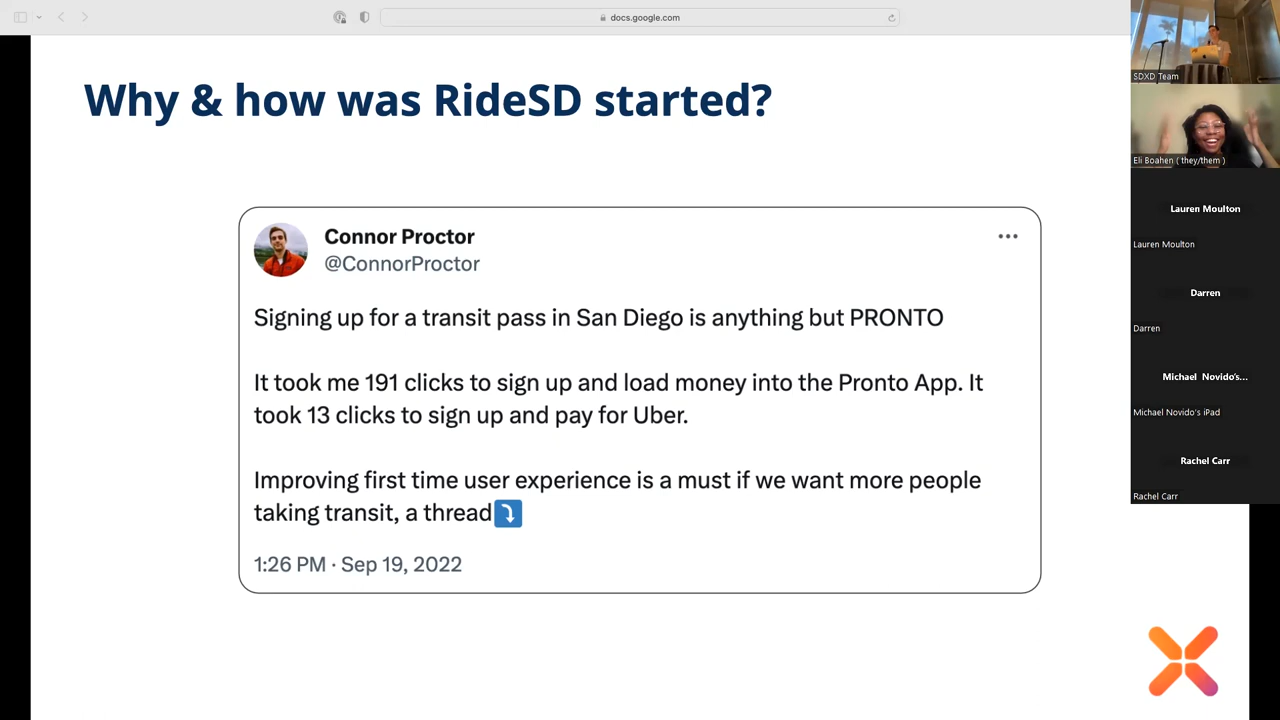 docs.google.com
Why & how was RideSD started?
Connor Proctor
@ConnorProctor
Signing up for a transit pass in San Diego is anything but PRONTO
It took me 191 clicks to sign up and load money into the Pronto App. It
took 13 clicks to sign up and pay for Uber.
Improving first time user experience is a must if we want more people
taking transit, a thread⤵️
1:26 PM · Sep 19, 2022
SDXD Team
Eli Boahen ( they/them )
Lauren Moulton
Lauren Moulton
Darren
Darren
Michael Novido's...
Michael Novido's iPad
Rachel Carr
Rachel Carr